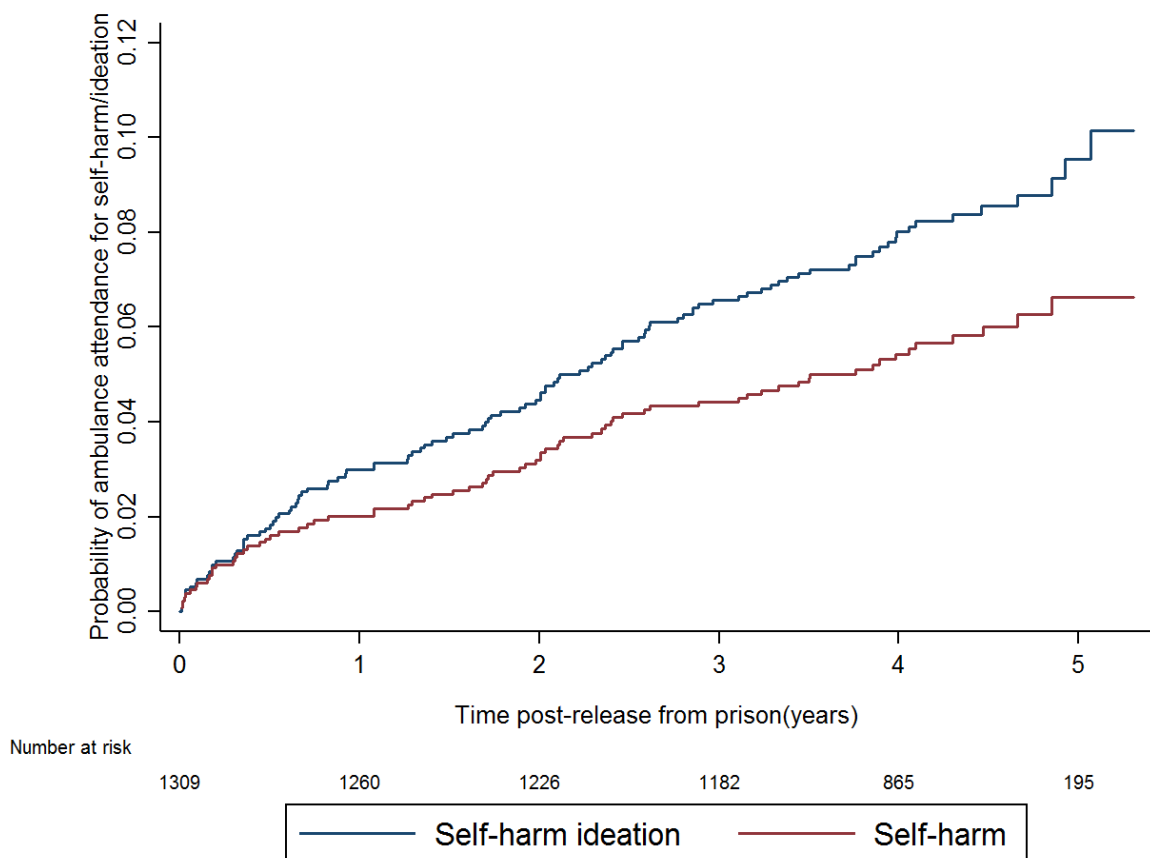 Probability of ambulance attendance for self-harm/ideation
0.12
0.10
0.08
0.06
0.04
0.02
0.00
0 1 2 3 4 5
Time post-release from prison(years)
Number at risk
1309 1260 1226 1182 865 195
Self-harm ideation Self-harm